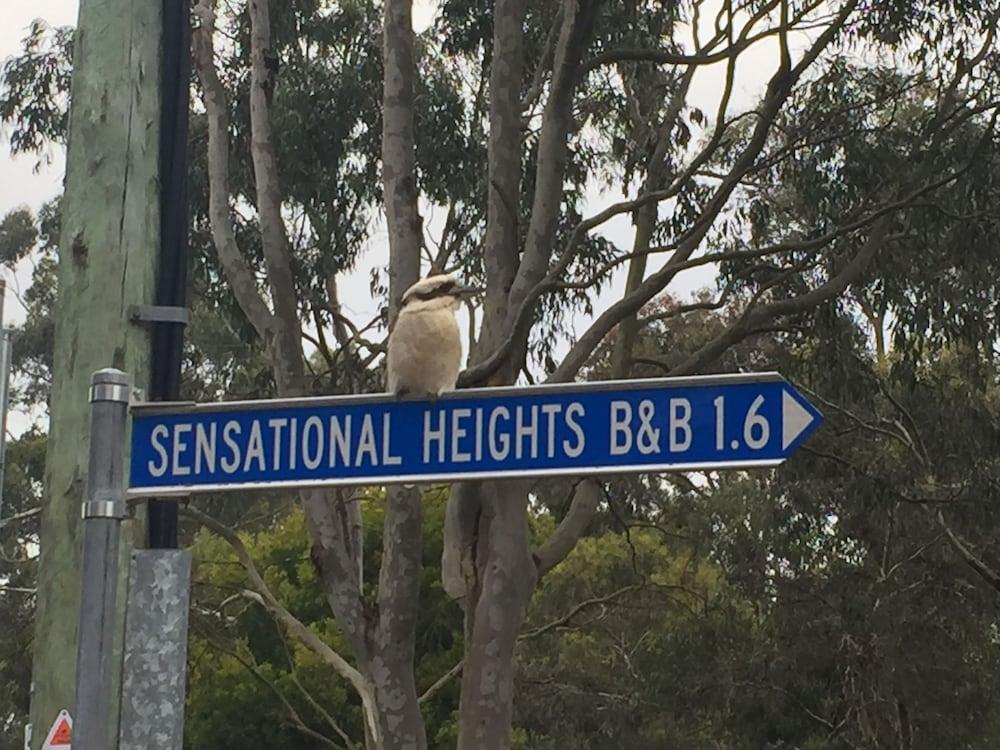 SENSATIONAL HEIGHTS B&B 1.6